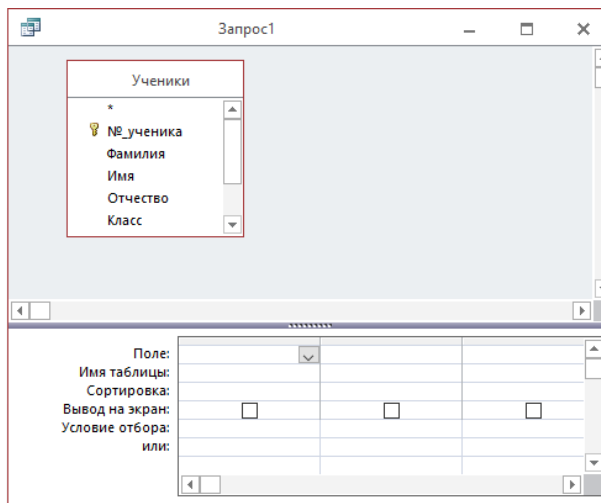 Запрос1
Ученики
*
№_ученика
Фамилия
Имя
Отчество
Класс
Поле:
Имя таблицы:
Сортировка:
Вывод на экран:
Условие отбора:
или: